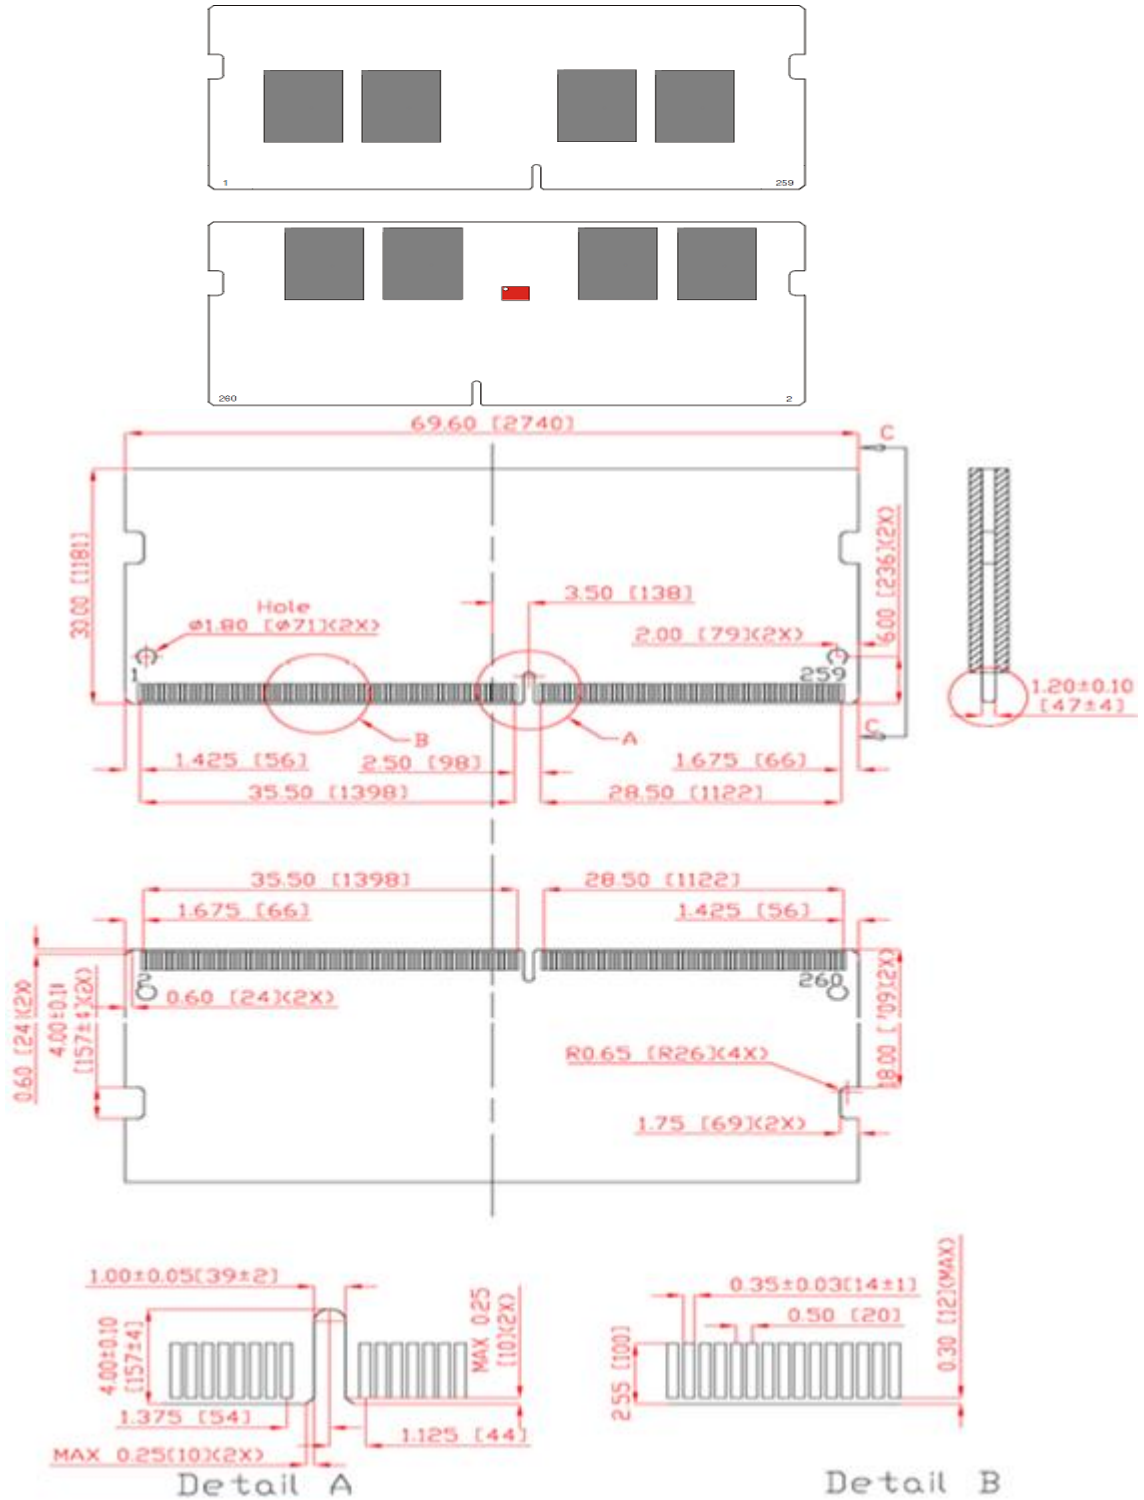 1
259
260
2
69.60 [2740]
C
30.00 [1181]
6.00 [236](2X)
3.50 [138]
Hole
ø1.80 [ø71](2X)
2.00 [79](2X)
1
259
1.20±0.10
[47±4]
B
A
C
1.425 [56]
2.50 [98]
1.675 [66]
35.50 [1398]
28.50 [1122]
35.50 [1398]
28.50 [1122]
1.675 [66]
1.425 [56]
2
260
0.60 [24](2X)
0.60 [24](2X)
4.00±0.10
[157±4](2X)
18.00 [709](2X)
R0.65 [R26](4X)
1.75 [69](2X)
1.00±0.05[39±2]
4.00±0.10
[157±4]
MAX 0.25
[10](2X)
1.375 [54]
1.125 [44]
MAX 0.25[10](2X)
Detail A
0.35±0.03[14±1]
0.50 [20]
2.55 [100]
0.30 [12](MAX)
Detail B